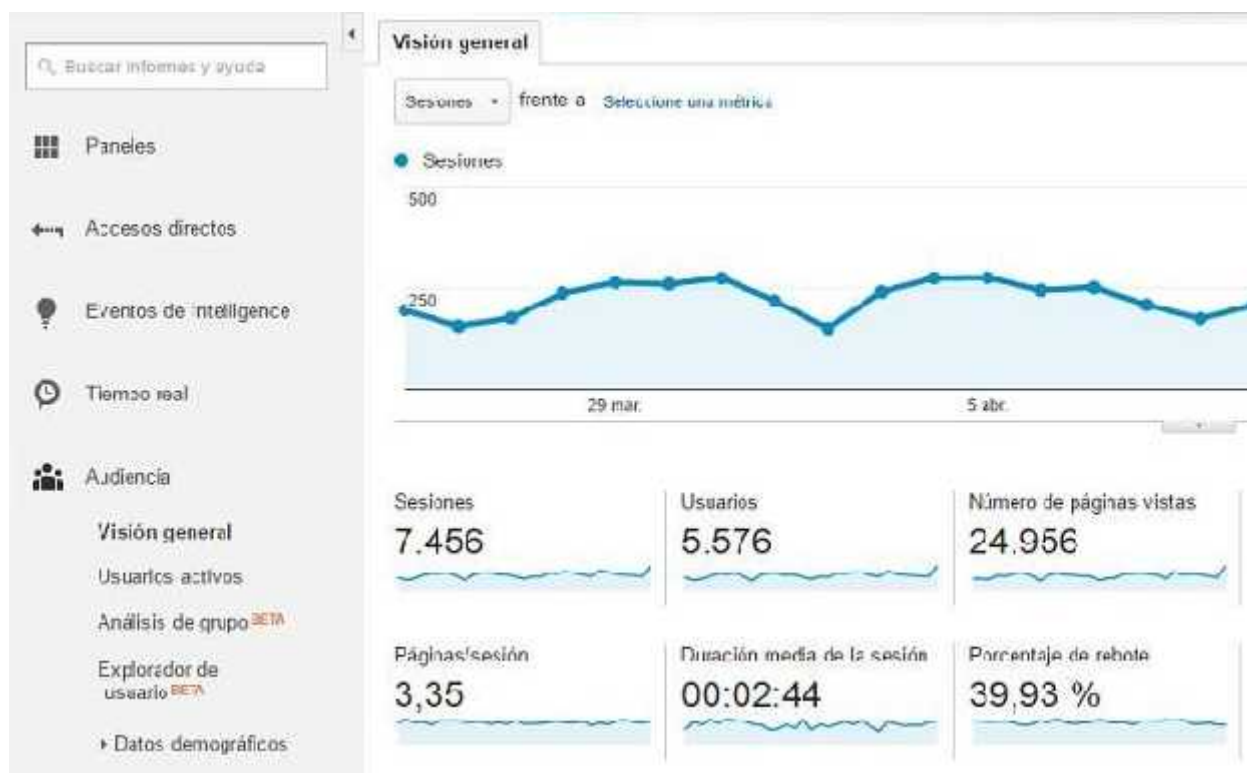 Buscar informes y ayuda
Paneles
Accesos directos
Eventos de Intelligence
Tiempo real
Audiencia
Visión general
Usuarios activos
Análisis de grupo BETA
Explorador de
usuario BETA
Datos demográficos
Visión general
Sesiones frente a Seleccione una métrica
Sesiones
500
250
29 mar.
5 abr.
Sesiones
7.456
Usuarios
5.576
Número de páginas vistas
24.956
Páginas/sesión
3,35
Duración media de la sesión
00:02:44
Porcentaje de rebote
39,93 %